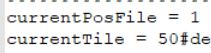 currentPosFile = 1
currentTile = 50#de